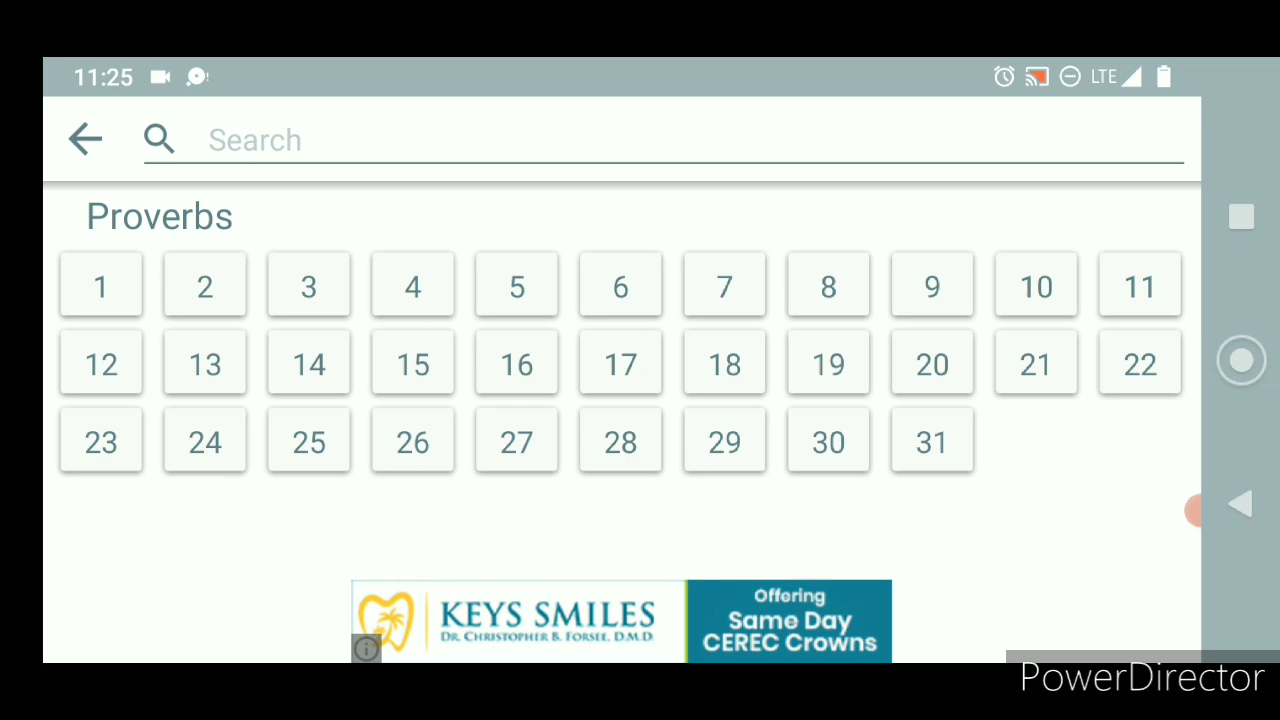 11:25
LTE
Search
Proverbs
1 2 3 4 5 6 7 8 9 10 11
12 13 14 15 16 17 18 19 20 21 22
23 24 25 26 27 28 29 30 31
KEYS SMILES
DR. CHRISTOPHER B. FORSEE, D.M.D
Offering
Same Day
CEREC Crowns
PowerDirector